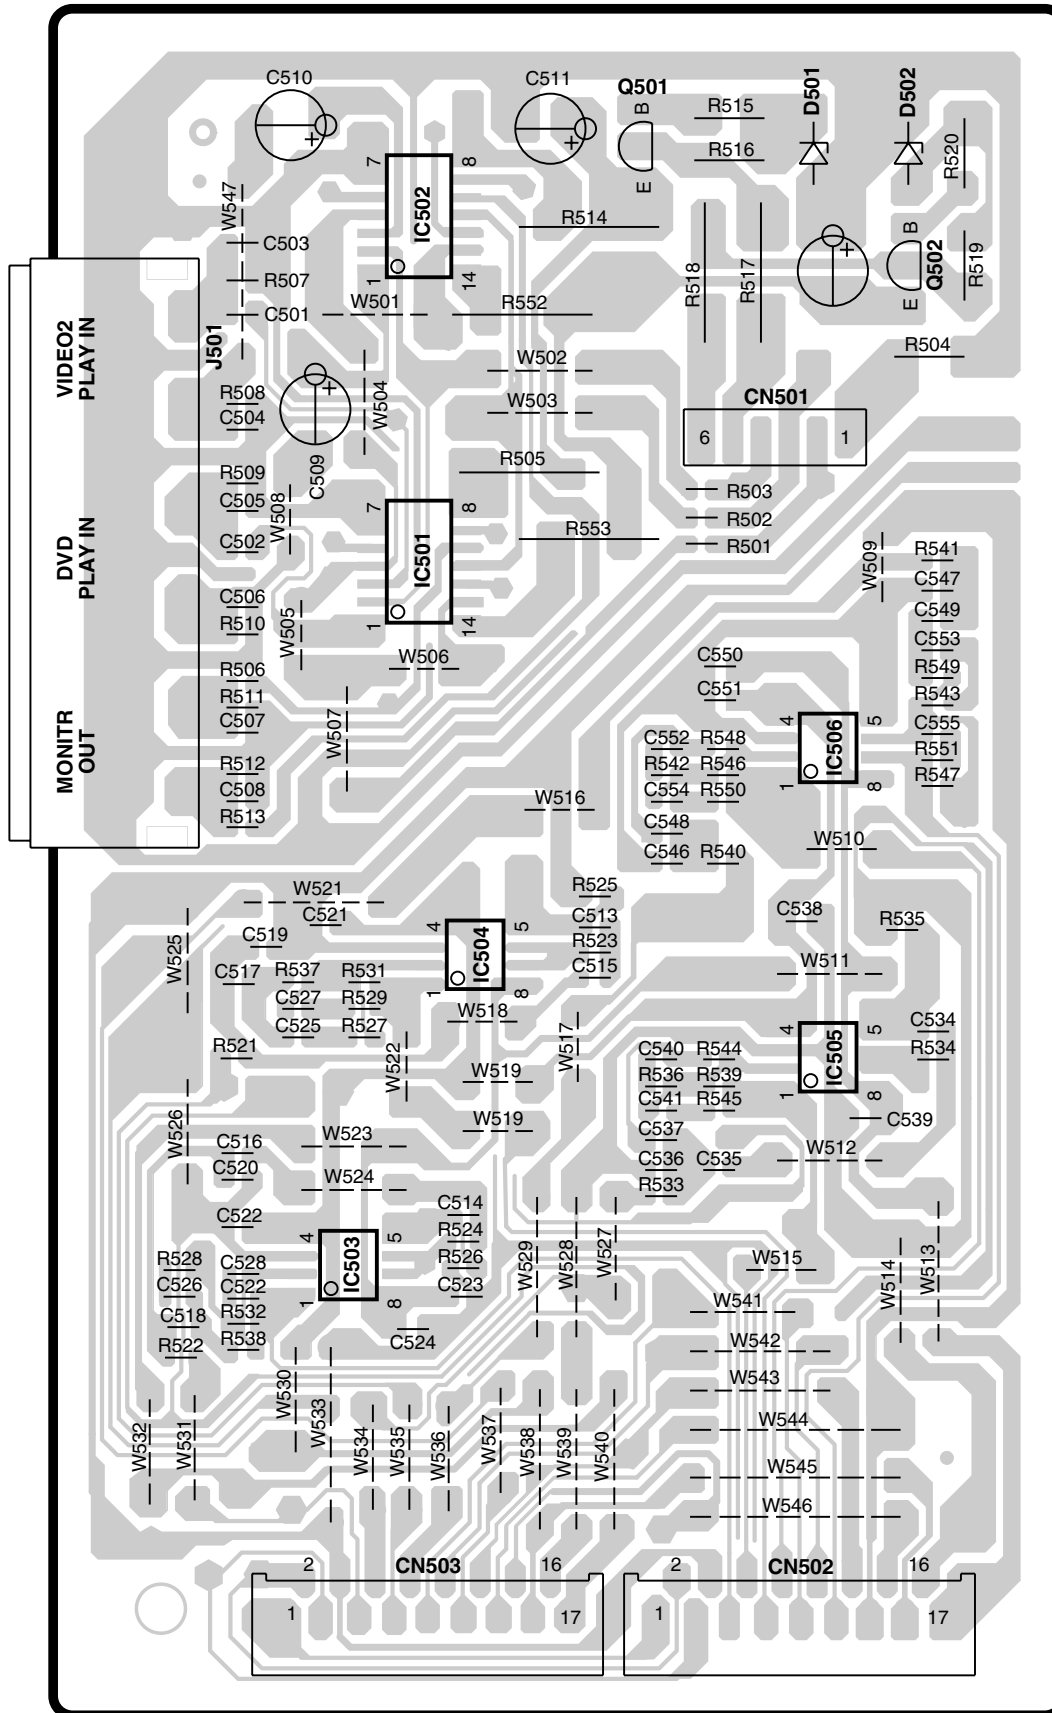 C510
C511
Q501
B
E
R515
R516
D501
D502
R520
7
8
IC502
1
14
W547
C503
R507
C501
W501
R514
R552
R518
R517
B
E
Q502
R519
R504
VIDEO2
PLAY IN
J501
W502
W503
R508
C504
C509
W504
CN501
6
1
R505
R509
C505
W508
C502
7
8
IC501
1
14
R553
R503
R502
R501
DVD
PLAY IN
W509
R541
C547
C549
C553
R549
R543
C555
R551
R547
C506
R510
W505
W506
R506
R511
C507
W507
C550
C551
4
5
IC506
1
8
MONITR
OUT
R512
C508
R513
C552
R548
R542
R546
C554
R550
C548
C546
R540
W516
W510
W521
C521
R525
C513
R523
C515
C538
R535
W525
C519
C517
R537
R531
C527
R529
C525
R527
4
5
IC504
1
8
W518
W511
W517
W522
R521
W519
W519
C540
R544
R536
R539
C541
R545
C537
C536
C535
R533
4
5
IC505
1
8
C534
R534
C539
W512
W526
C516
C520
C522
W523
W524
C514
R524
R526
C523
4
5
IC503
1
8
C524
R528
C528
C526
C522
C518
R532
R522
R538
W529
W528
W527
W515
W514
W513
W541
W542
W543
W544
W545
W546
W532
W531
W530
W533
W534
W535
W536
W537
W538
W539
W540
2
CN503
16
1
17
2
CN502
16
1
17